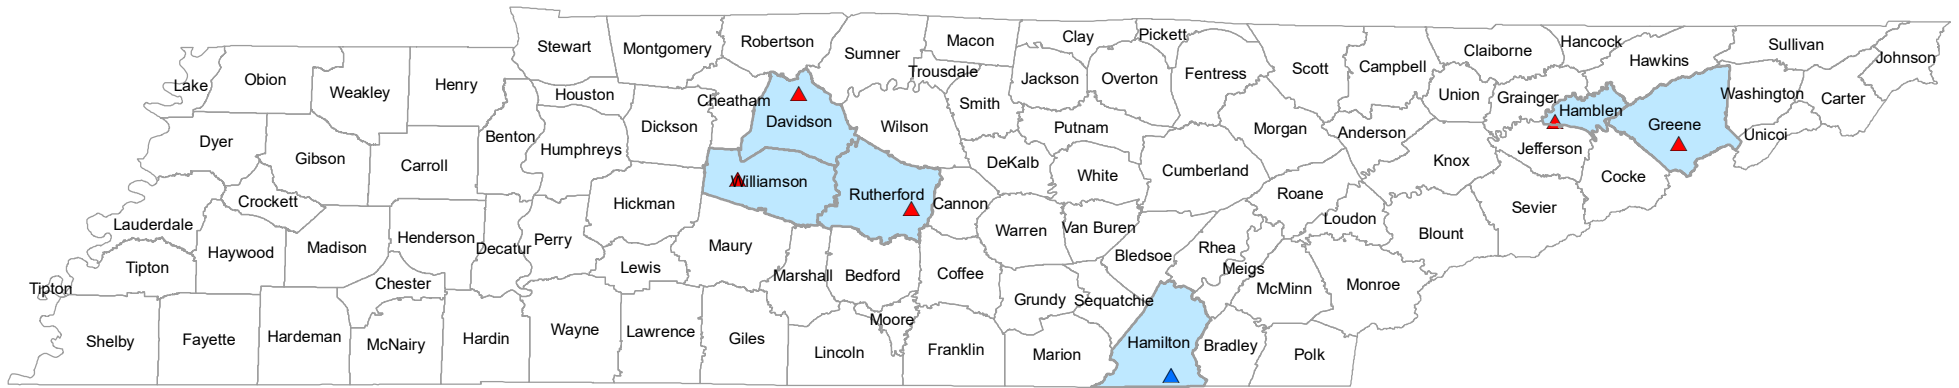 Stewart
Montgomery
Robertson
Sumner
Macon
Clay
Pickett
Claiborne
Hancock
Hawkins
Sullivan
Johnson
Lake
Obion
Weakley
Henry
Houston
Cheatham
Trousdale
Jackson
Overton
Fentress
Scott
Campbell
Union
Grainger
Hamblen
Washington
Carter
Dyer
Gibson
Carroll
Benton
Humphreys
Dickson
Davidson
Wilson
Smith
Putnam
Morgan
Anderson
Knox
Jefferson
Greene
Unicoi
Crockett
Williamson
Rutherford
DeKalb
White
Cumberland
Roane
Cocke
Lauderdale
Haywood
Madison
Henderson
Decatur
Perry
Hickman
Maury
Cannon
Warren
Van Buren
Loudon
Blount
Sevier
Tipton
Tipton
Chester
Lewis
Marshall
Bedford
Coffee
Grundy
Sequatchie
Bledsoe
Rhea
Meigs
McMinn
Monroe
Shelby
Fayette
Hardeman
McNairy
Hardin
Wayne
Lawrence
Giles
Lincoln
Moore
Franklin
Marion
Hamilton
Bradley
Polk